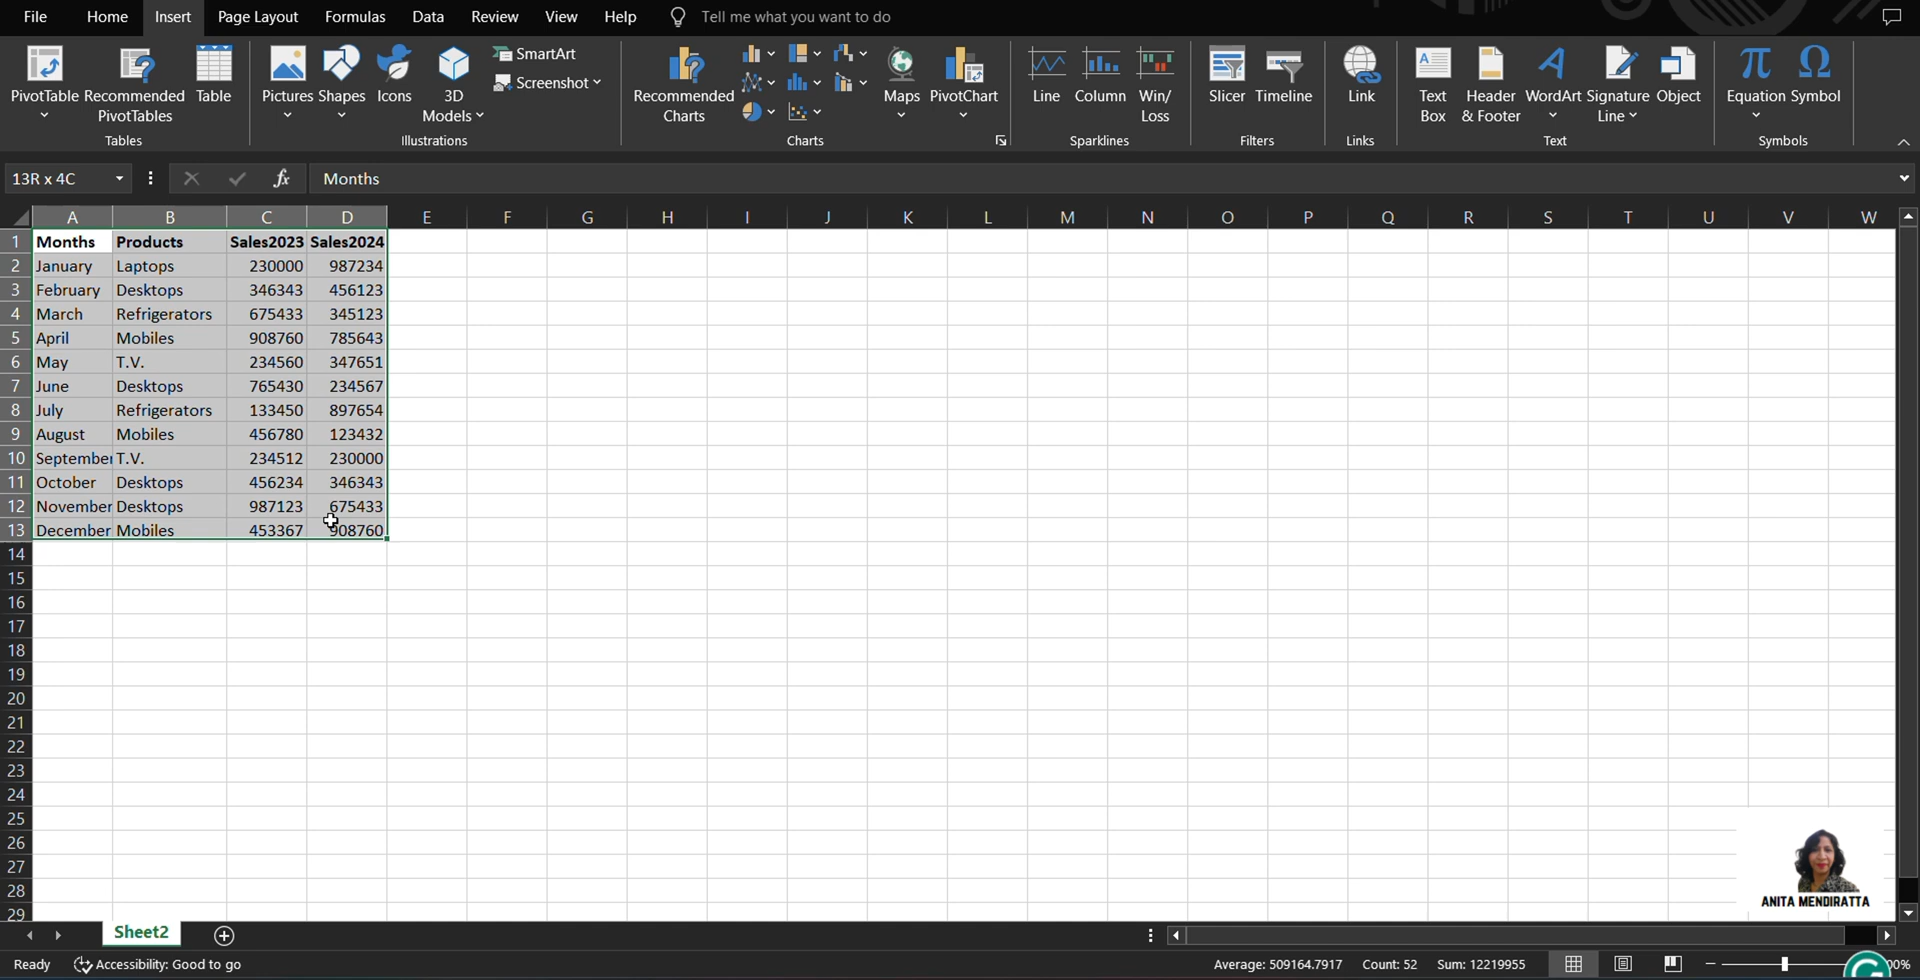 File Home Insert Page Layout Formulas Data Review View Help Tell me what you want to do
PivotTable Recommended PivotTables Table
Tables
Pictures Shapes Icons 3D Models SmartArt Screenshot
Illustrations
Recommended Charts Maps PivotChart
Charts
Line Column Win/ Loss
Sparklines
Slicer Timeline
Filters
Link
Links
Text Box Header & Footer WordArt Signature Line Object
Text
Equation Symbol
Symbols
13R x 4C fx Months
A B C D E F G H I J K L M N O P Q R S T U V W
1 Months Products Sales2023 Sales2024
2 January Laptops 230000 987234
3 February Desktops 346343 456123
4 March Refrigerators 675433 345123
5 April Mobiles 908760 785643
6 May T.V. 234560 347651
7 June Desktops 765430 234567
8 July Refrigerators 133450 897654
9 August Mobiles 456780 123432
10 September T.V. 234512 230000
11 October Desktops 456234 346343
12 November Desktops 987123 675433
13 December Mobiles 453367 908760
14
15
16
17
18
19
20
21
22
23
24
25
26
27
28
29
ANITA MENDIRATTA
Sheet2
Ready Accessibility: Good to go Average: 509164.7917 Count: 52 Sum: 12219955